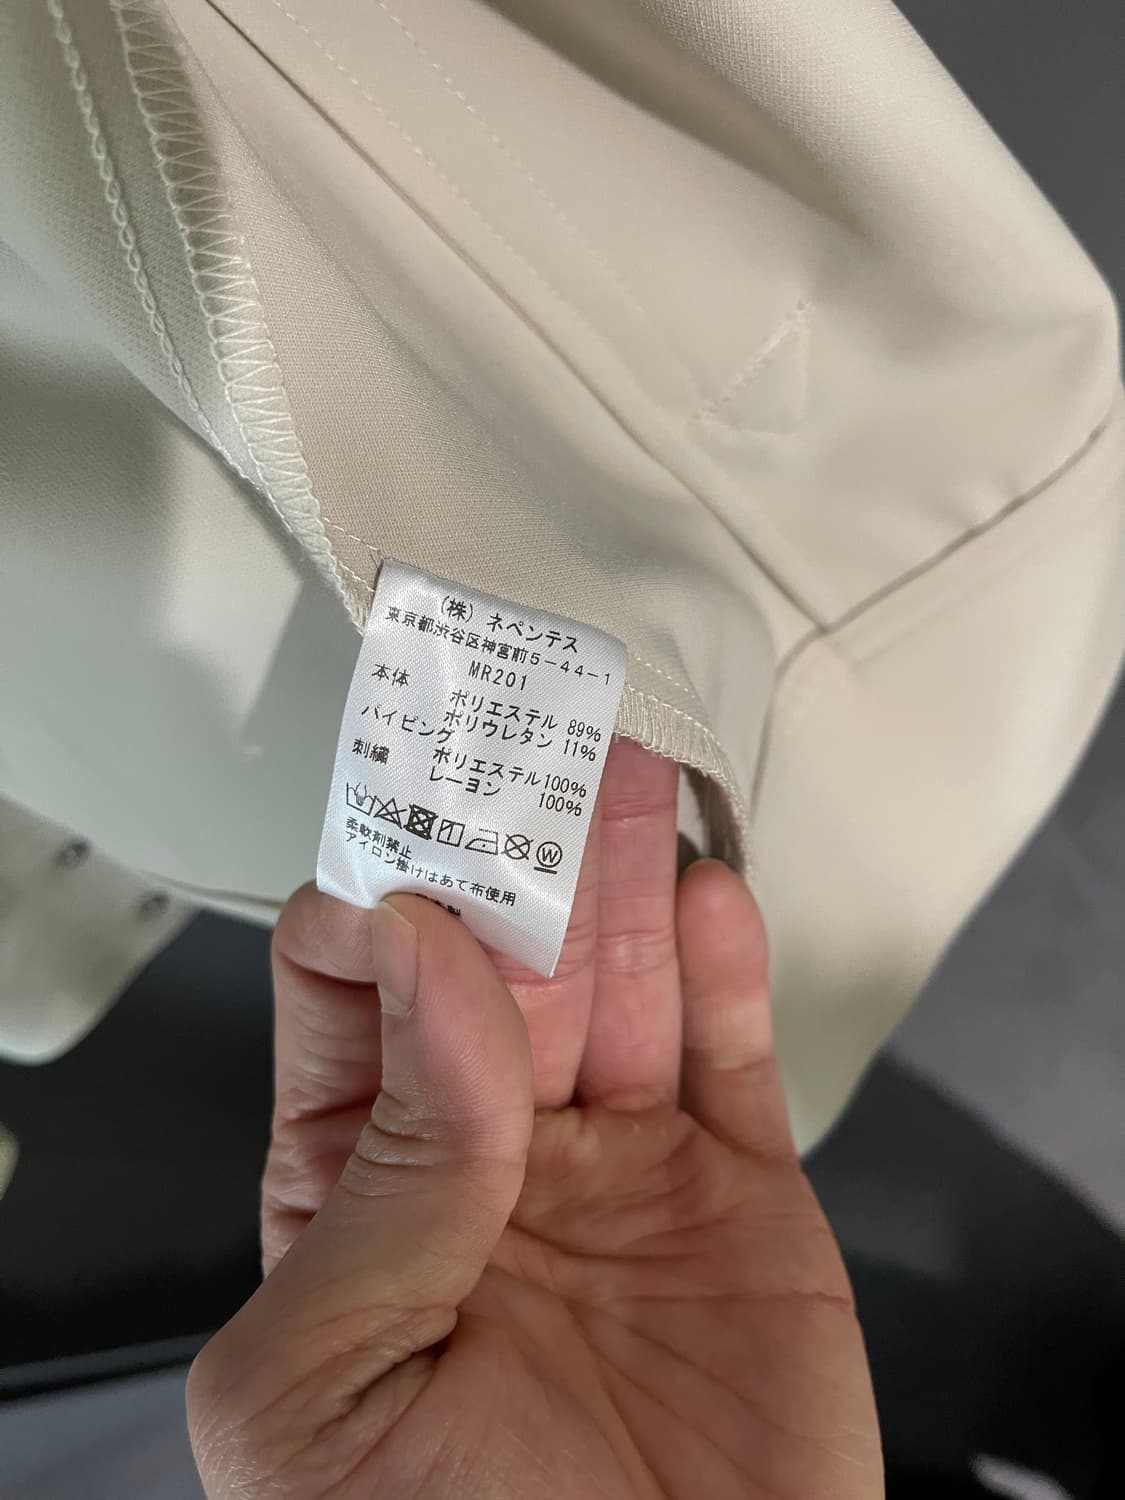 (株) ネペンテス
東京都渋谷区神宮前5-44-1
MR201
本体 ポリエステル 89%
ポリウレタン 11%
パイピング ポリエステル100%
刺繍 レーヨン 100%
W
柔軟剤禁止
アイロン掛けはあて布使用